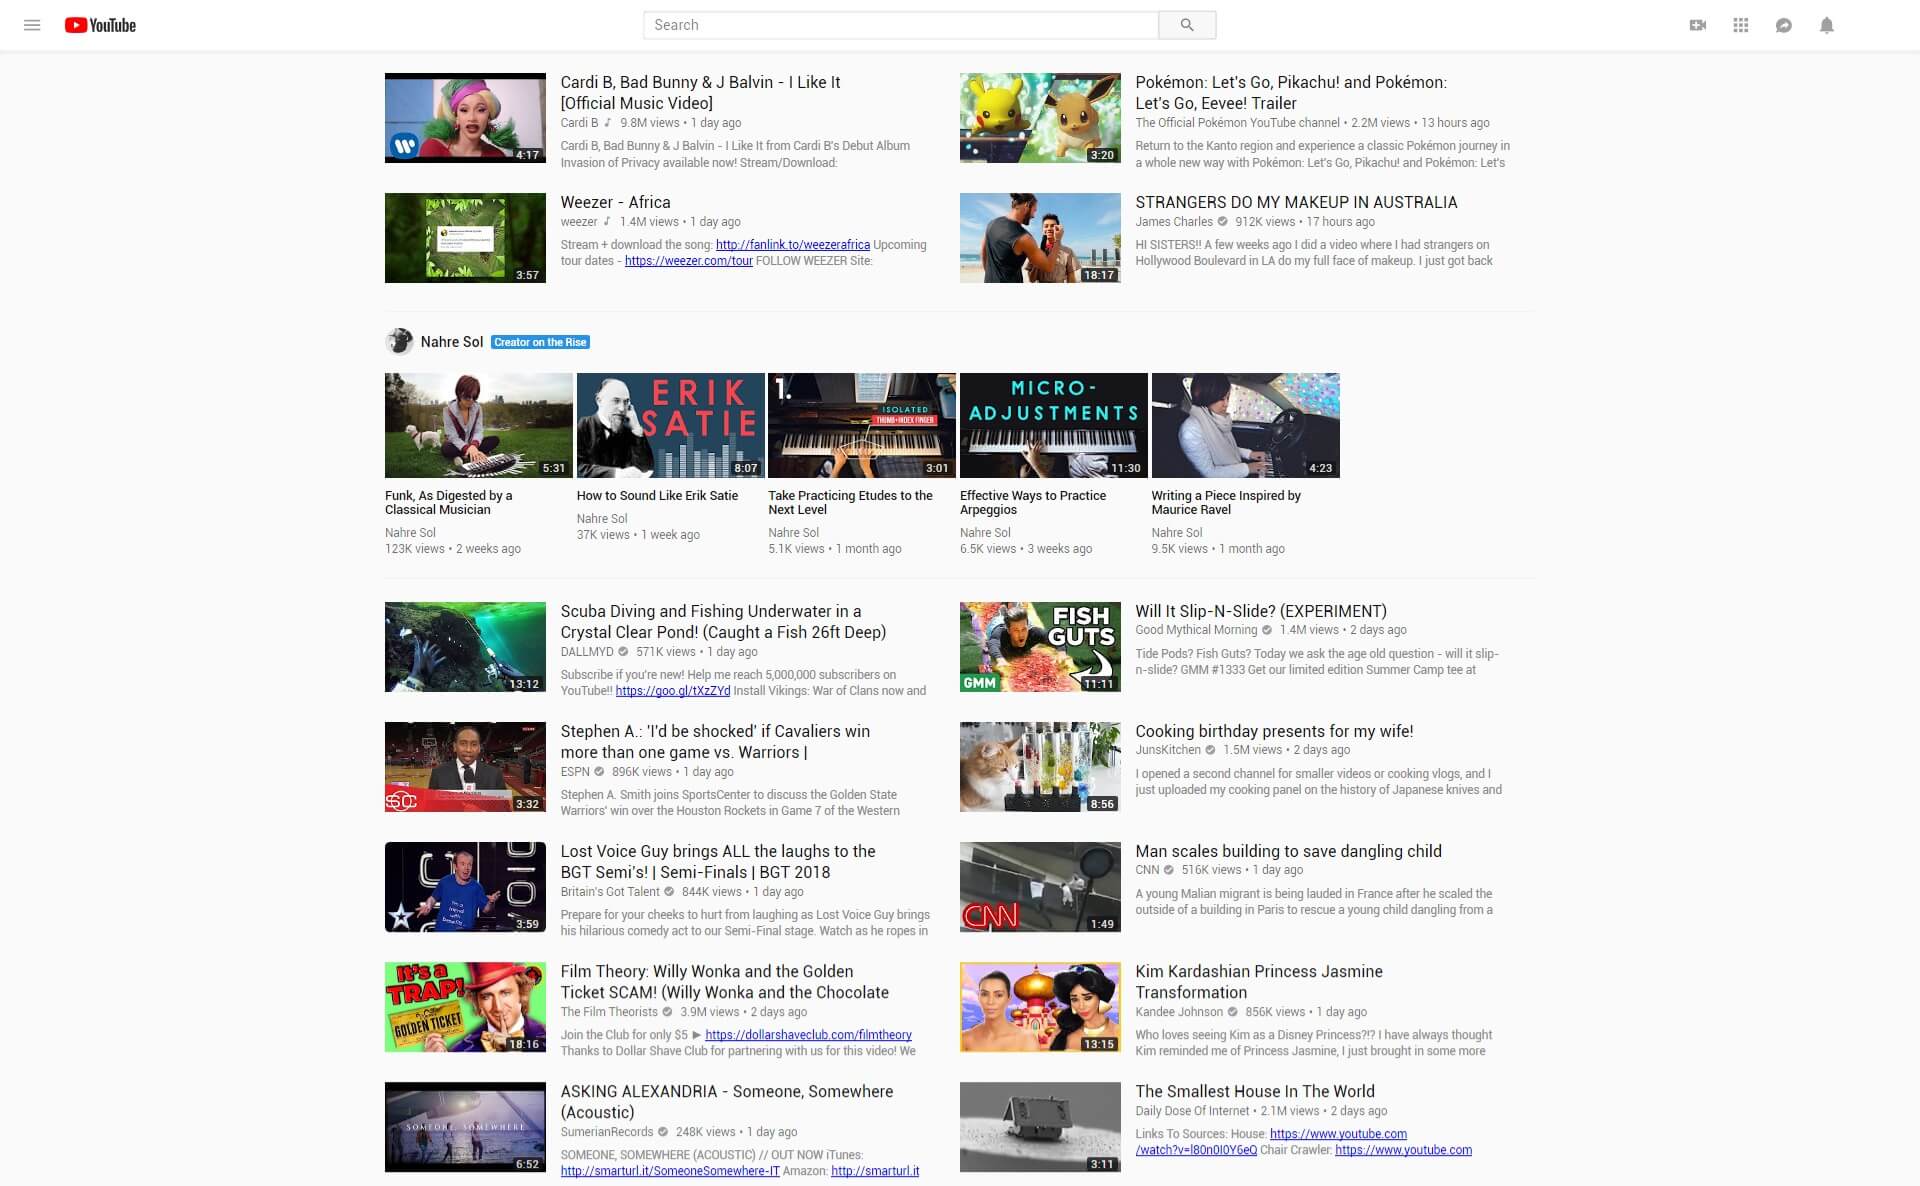 YouTube
Search
4:17
Cardi B, Bad Bunny & J Balvin - I Like It
[Official Music Video]
Cardi B 9.8M views • 1 day ago
Cardi B, Bad Bunny & J Balvin - I Like It from Cardi B's Debut Album
Invasion of Privacy available now! Stream/Download:
3:20
Pokémon: Let's Go, Pikachu! and Pokémon:
Let's Go, Eevee! Trailer
The Official Pokémon YouTube channel • 2.2M views • 13 hours ago
Return to the Kanto region and experience a classic Pokémon journey in
a whole new way with Pokémon: Let's Go, Pikachu! and Pokémon: Let's
3:57
Weezer - Africa
weezer 1.4M views • 1 day ago
Stream + download the song: http://fanlink.to/weezerafrica Upcoming
tour dates - https://weezer.com/tour FOLLOW WEEZER Site:
18:17
STRANGERS DO MY MAKEUP IN AUSTRALIA
James Charles 912K views • 17 hours ago
HI SISTERS!! A few weeks ago I did a video where I had strangers on
Hollywood Boulevard in LA do my full face of makeup. I just got back
Nahre Sol Creator on the Rise
5:31
Funk, As Digested by a
Classical Musician
Nahre Sol
123K views • 2 weeks ago
ERIK
SATIE
8:07
How to Sound Like Erik Satie
Nahre Sol
37K views • 1 week ago
1.
ISOLATED
THUMB+INDEX FINGER
3:01
Take Practicing Etudes to the
Next Level
Nahre Sol
5.1K views • 1 month ago
MICRO-
ADJUSTMENTS
11:30
Effective Ways to Practice
Arpeggios
Nahre Sol
6.5K views • 3 weeks ago
4:23
Writing a Piece Inspired by
Maurice Ravel
Nahre Sol
9.5K views • 1 month ago
13:12
Scuba Diving and Fishing Underwater in a
Crystal Clear Pond! (Caught a Fish 26ft Deep)
DALLMYD 571K views • 1 day ago
Subscribe if you're new! Help me reach 5,000,000 subscribers on
YouTube!! https://goo.gl/tXzZYd Install Vikings: War of Clans now and
FISH
GUTS
GMM
11:11
Will It Slip-N-Slide? (EXPERIMENT)
Good Mythical Morning 1.4M views • 2 days ago
Tide Pods? Fish Guts? Today we ask the age old question - will it slip-
n-slide? GMM #1333 Get our limited edition Summer Camp tee at
SC
3:32
Stephen A.: 'I'd be shocked' if Cavaliers win
more than one game vs. Warriors |
ESPN 896K views • 1 day ago
Stephen A. Smith joins SportsCenter to discuss the Golden State
Warriors' win over the Houston Rockets in Game 7 of the Western
8:56
Cooking birthday presents for my wife!
JunsKitchen 1.5M views • 2 days ago
I opened a second channel for smaller videos or cooking vlogs, and I
just uploaded my cooking panel on the history of Japanese knives and
I'm a
friend
with
3:59
Lost Voice Guy brings ALL the laughs to the
BGT Semi's! | Semi-Finals | BGT 2018
Britain's Got Talent 844K views • 1 day ago
Prepare for your cheeks to hurt from laughing as Lost Voice Guy brings
his hilarious comedy act to our Semi-Final stage. Watch as he ropes in
CNN
1:49
Man scales building to save dangling child
CNN 516K views • 1 day ago
A young Malian migrant is being lauded in France after he scaled the
outside of a building in Paris to rescue a young child dangling from a
IT'S a
TRAP!
GOLDEN TICKET
18:16
Film Theory: Willy Wonka and the Golden
Ticket SCAM! (Willy Wonka and the Chocolate
The Film Theorists 3.9M views • 2 days ago
Join the Club for only $5 ► https://dollarshaveclub.com/filmtheory
Thanks to Dollar Shave Club for partnering with us for this video! We
13:15
Kim Kardashian Princess Jasmine
Transformation
Kandee Johnson 856K views • 1 day ago
Who loves seeing Kim as a Disney Princess?!? I have always thought
Kim reminded me of Princess Jasmine, I just brought in some more
SOMEONE, SOMEWHERE
6:52
ASKING ALEXANDRIA - Someone, Somewhere
(Acoustic)
SumerianRecords 248K views • 1 day ago
SOMEONE, SOMEWHERE (ACOUSTIC) // OUT NOW iTunes:
http://smarturl.it/SomeoneSomewhere-IT Amazon: http://smarturl.it
3:11
The Smallest House In The World
Daily Dose Of Internet • 2.1M views • 2 days ago
Links To Sources: House: https://www.youtube.com
/watch?v=l80n0I0Y6eQ Chair Crawler: https://www.youtube.com